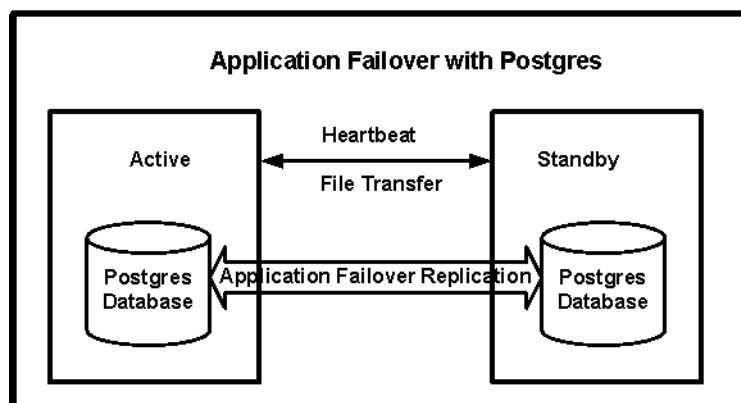 Application Failover with Postgres
Active
Heartbeat
File Transfer
Standby
Postgres
Database
Application Failover Replication
Postgres
Database